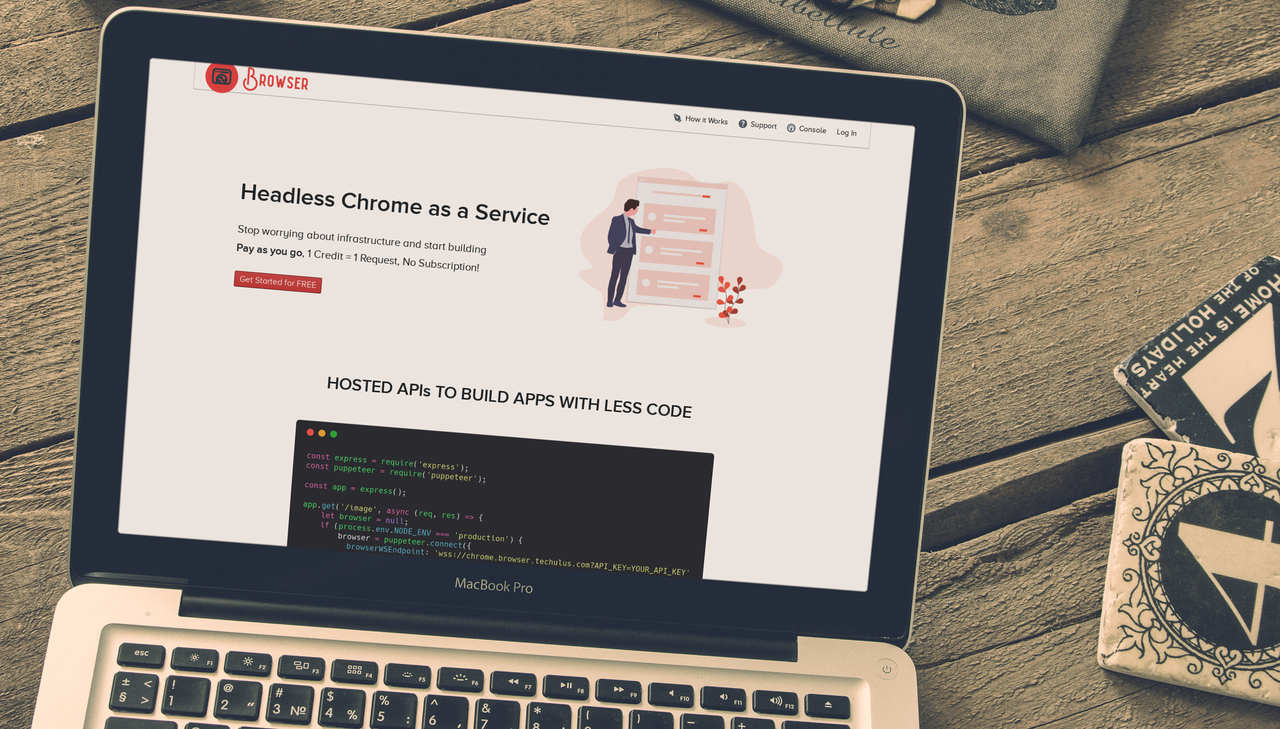 abellule
BROWSER
How it Works
Support
Console
Log In
Headless Chrome as a Service
Stop worrying about infrastructure and start building
Pay as you go, 1 Credit = 1 Request, No Subscription!
Get Started for FREE
HOSTED APIs TO BUILD APPS WITH LESS CODE
const express = require('express');
const puppeteer = require('puppeteer');
const app = express();
app.get('/image', async (req, res) => {
let browser = null;
if (process.env.NODE_ENV === 'production') {
browser = puppeteer.connect({
browserWSEndpoint: 'wss://chrome.browser.techulus.com?API_KEY=YOUR_API_KEY'
MacBook Pro
HOME IS THE HEART
OF THE HOLIDAYS
esc
F1
F2
F3
F4
F5
F6
F7
F8
F9
F10
F11
F12
± <
§ >
!
1
@
2 "
#
3 №
$
4 %
%
5 :
^
6 ,
&
7
*
8
(
)
–
+